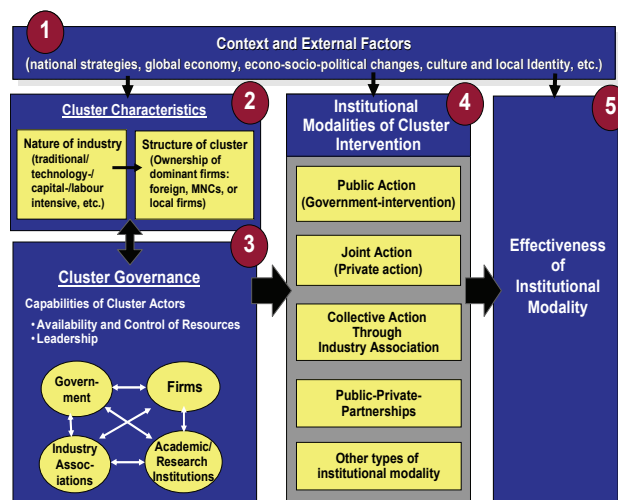 1
Context and External Factors
(national strategies, global economy, econo-socio-political changes, culture and local Identity, etc.)
2
Cluster Characteristics
Nature of industry
(traditional/
technology-/
capital-/labour
intensive, etc.)
Structure of cluster
(Ownership of
dominant firms:
foreign, MNCs, or
local firms)
3
Cluster Governance
Capabilities of Cluster Actors
• Availability and Control of Resources
• Leadership
Govern-
ment
Firms
Industry
Assoc-
iations
Academic/
Research
Institutions
4
Institutional
Modalities of Cluster
Intervention
Public Action
(Government-intervention)
Joint Action
(Private action)
Collective Action
Through
Industry Association
Public-Private-
Partnerships
Other types of
institutional modality
5
Effectiveness
of
Institutional
Modality